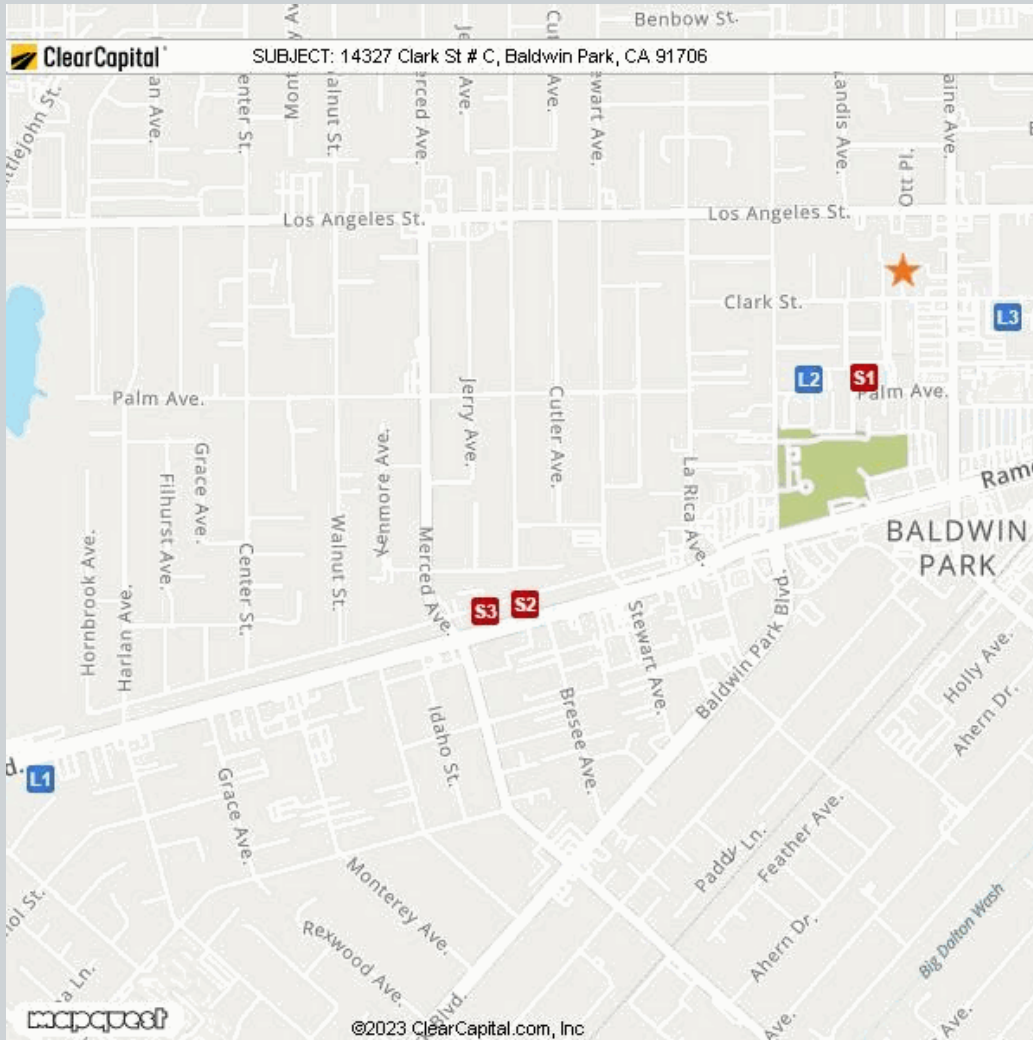 Benbow St.
ClearCapital
SUBJECT: 14327 Clark St # C, Baldwin Park, CA 91706
Ave.
Ave.
Ave.
Center St.
Ave.
Landis Ave.
Ott Pl.
Los Angeles St.
Los Angeles St.
Clark St.
L3
L2
S1
Palm Ave.
Palm Ave.
Jerry Ave.
Cutler Ave.
Grace Ave.
Kenmore Ave.
La Rica Ave.
Filhurst Ave.
Walnut St.
Merced Ave.
Hornbrook Ave.
Harlan Ave.
Center St.
BALDWIN
PARK
S3
S2
Stewart Ave.
Baldwin Park Blvd.
Holly Ave.
Ahern Dr.
Bresee Ave.
Idaho St.
L1
Grace Ave.
Paddy Ln.
Feather Ave.
Monterey Ave.
Rexwood Ave.
Ahern Dr.
Big Dalton Wash
Blvd.
Ave.
Ave.
mapquest
©2023 ClearCapital.com, Inc